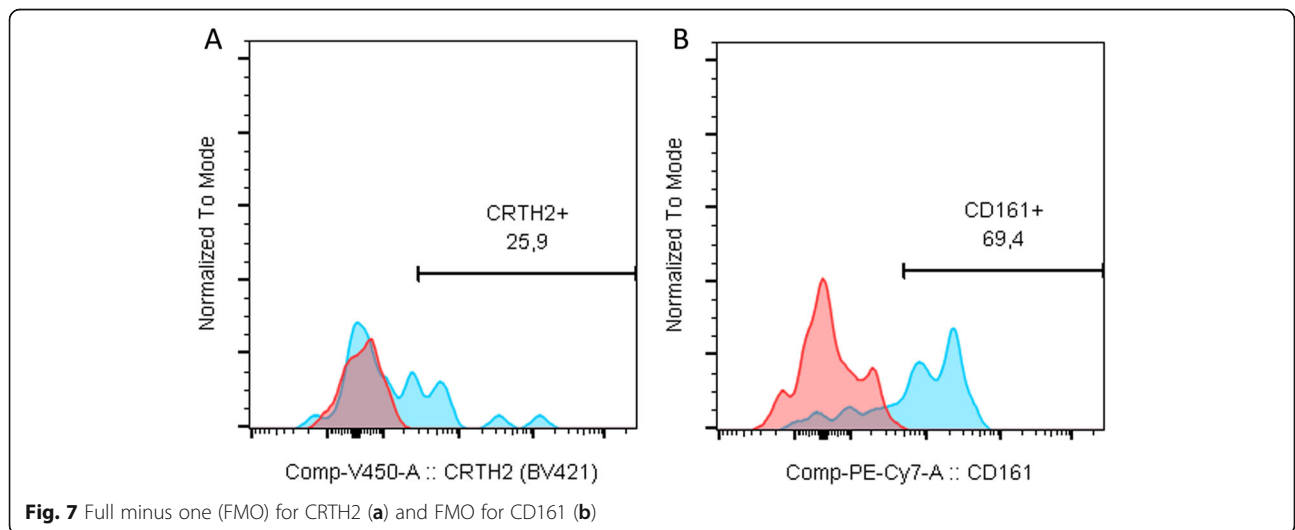 A
Normalized To Mode
CRTH2+
25,9
Comp-V450-A :: CRTH2 (BV421)
B
Normalized To Mode
CD161+
69,4
Comp-PE-Cy7-A :: CD161
Fig. 7 Full minus one (FMO) for CRTH2 (a) and FMO for CD161 (b)